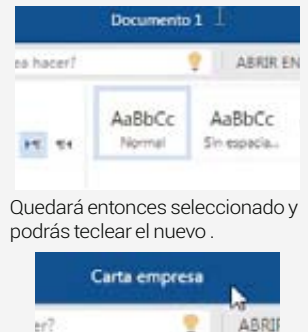 Documento 1
ea hacer? ABRIR EN
AaBbCc AaBbCc
Normal Sin espacia...
Quedará entonces seleccionado y
podrás teclear el nuevo .
Carta empresa
er? ABRIR